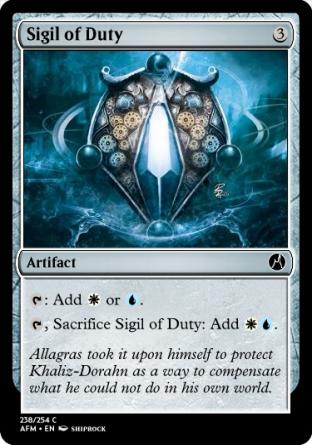 Sigil of Duty 3
Artifact
: Add or .
, Sacrifice Sigil of Duty: Add .
Allagras took it upon himself to protect
Khaliz-Dorahn as a way to compensate
what he could not do in his own world.
238/254 C
AFM • EN SHIPROCK